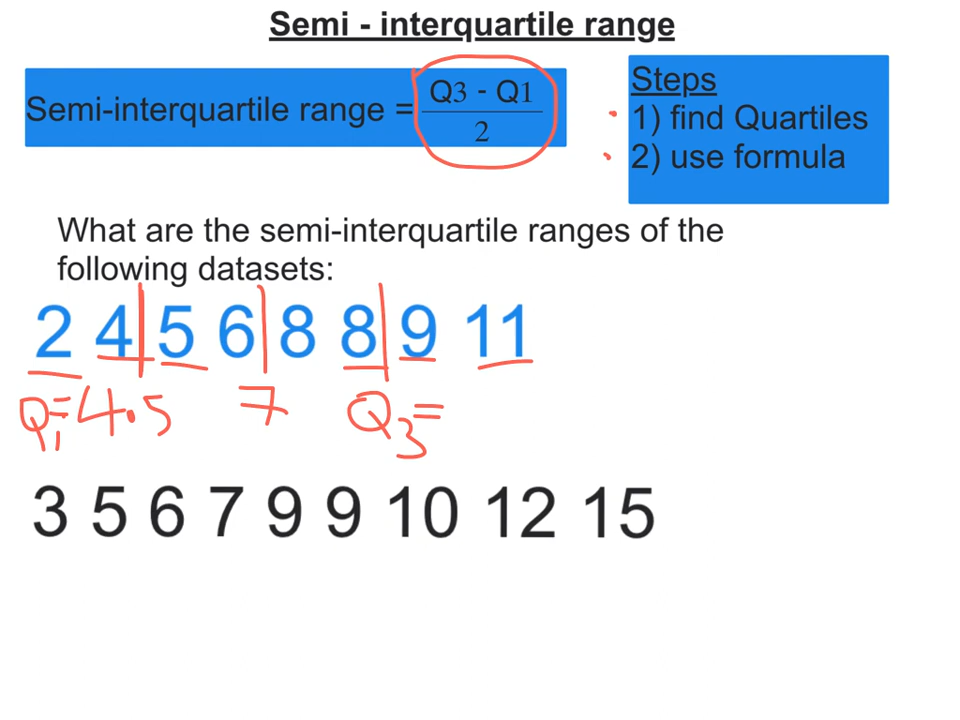 Semi - interquartile range
Semi-interquartile range = Q3 - Q1
2
Steps
1) find Quartiles
2) use formula
What are the semi-interquartile ranges of the
following datasets:
2 4 5 6 8 8 9 11
Q1=4.5 7 Q3=
3 5 6 7 9 9 10 12 15